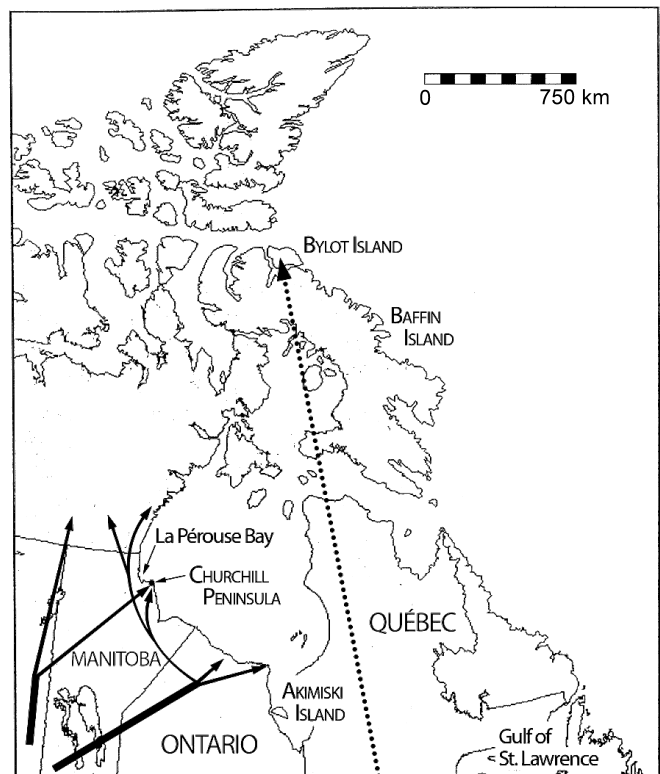 0 750 km
BYLOT ISLAND
BAFFIN
ISLAND
La Pérouse Bay
CHURCHILL
PENINSULA
QUÉBEC
MANITOBA
AKIMISKI
ISLAND
ONTARIO
Gulf of
St. Lawrence